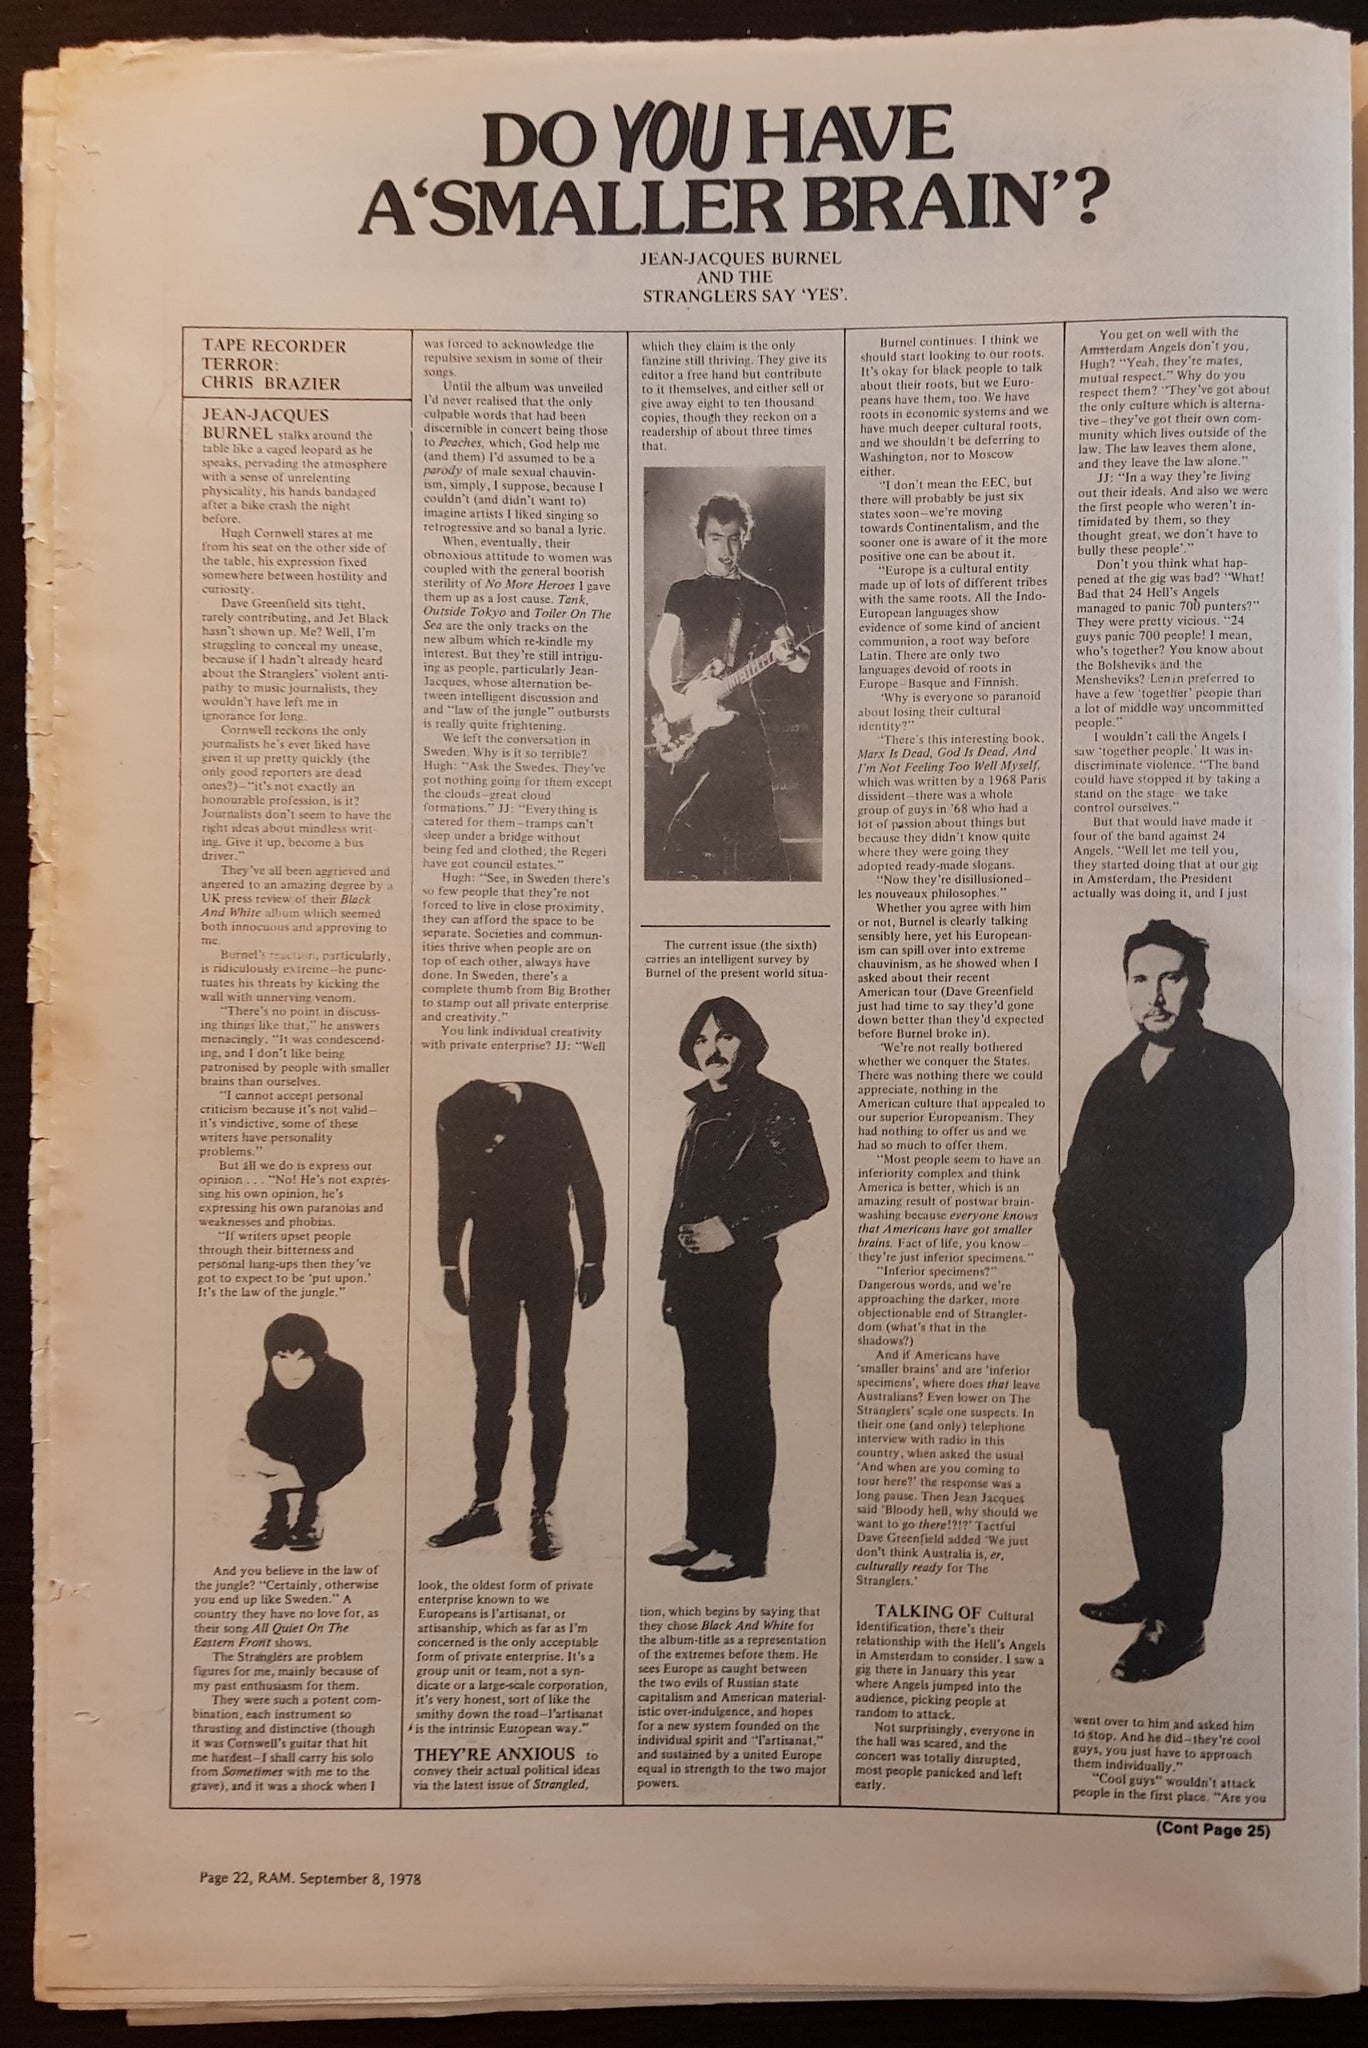 DO YOU HAVE
A 'SMALLER BRAIN'?
JEAN-JACQUES BURNEL
AND THE
STRANGLERS SAY 'YES'.
TAPE RECORDER
TERROR:
CHRIS BRAZIER
JEAN-JACQUES
BURNEL stalks around the
table like a caged leopard as he
speaks, pervading the atmosphere
with a sense of unrelenting
physicality, his hands bandaged
after a bike crash the night
before.
Hugh Cornwell stares at me
from his seat on the other side of
the table, his expression fixed
somewhere between hostility and
curiosity.
Dave Greenfield sits tight,
rarely contributing, and Jet Black
hasn't shown up. Me? Well, I'm
struggling to conceal my unease,
because if I hadn't already heard
about the Stranglers' violent anti-
pathy to music journalists, they
wouldn't have left me in
ignorance for long.
Cornwell reckons the only
journalists he's ever liked have
given it up pretty quickly (the
only good reporters are dead
ones?)—"it's not exactly an
honourable profession, is it?
Journalists don't seem to have the
right ideas about mindless writ-
ing. Give it up, become a bus
driver."
They've all been aggrieved and
angered to an amazing degree by a
UK press review of their Black
And White album which seemed
both innocuous and approving to
me.
Burnel's reaction, particularly,
is ridiculously extreme—he punc-
tuates his threats by kicking the
wall with unnerving venom.
"There's no point in discuss-
ing things like that," he answers
menacingly. "It was condescend-
ing, and I don't like being
patronised by people with smaller
brains than ourselves.
"I cannot accept personal
criticism because it's not valid—
it's vindictive, some of these
writers have personality
problems."
But all we do is express our
opinion . . . "No! He's not expres-
sing his own opinion, he's
expressing his own paranoias and
weaknesses and phobias.
"If writers upset people
through their bitterness and
personal hang-ups then they've
got to expect to be 'put upon.'
It's the law of the jungle."
And you believe in the law of
the jungle? "Certainly, otherwise
you end up like Sweden." A
country they have no love for, as
their song All Quiet On The
Eastern Front shows.
The Stranglers are problem
figures for me, mainly because of
my past enthusiasm for them.
They were such a potent com-
bination, each instrument so
thrusting and distinctive (though
it was Cornwell's guitar that hit
me hardest—I shall carry his solo
from Sometimes with me to the
grave), and it was a shock when I
was forced to acknowledge the
repulsive sexism in some of their
songs.
Until the album was unveiled
I'd never realised that the only
culpable words that had been
discernible in concert being those
to Peaches, which, God help me
(and them) I'd assumed to be a
parody of male sexual chauvin-
ism, simply, I suppose, because I
couldn't (and didn't want to)
imagine artists I liked singing so
retrogressive and so banal a lyric.
When, eventually, their
obnoxious attitude to women was
coupled with the general boorish
sterility of No More Heroes I gave
them up as a lost cause. Tank,
Outside Tokyo and Toiler On The
Sea are the only tracks on the
new album which re-kindle my
interest. But they're still intrigu-
ing as people, particularly Jean-
Jacques, whose alternation be-
tween intelligent discussion and
and "law of the jungle" outbursts
is really quite frightening.
We left the conversation in
Sweden. Why is it so terrible?
Hugh: "Ask the Swedes. They've
got nothing going for them except
the clouds—great cloud
formations." JJ: "Everything is
catered for them—tramps can't
sleep under a bridge without
being fed and clothed; the Regeri
have got council estates."
Hugh: "See, in Sweden there's
so few people that they're not
forced to live in close proximity,
they can afford the space to be
separate. Societies and commun-
ities thrive when people are on
top of each other, always have
done. In Sweden, there's a
complete thumb from Big Brother
to stamp out all private enterprise
and creativity."
You link individual creativity
with private enterprise? JJ: "Well
look, the oldest form of private
enterprise known to we
Europeans is l'artisanat, or
artisanship, which as far as I'm
concerned is the only acceptable
form of private enterprise. It's a
group unit or team, not a syn-
dicate or a large-scale corporation,
it's very honest, sort of like the
smithy down the road—l'artisanat
is the intrinsic European way."
THEY'RE ANXIOUS to
convey their actual political ideas
via the latest issue of Strangled,
which they claim is the only
fanzine still thriving. They give its
editor a free hand but contribute
to it themselves, and either sell or
give away eight to ten thousand
copies, though they reckon on a
readership of about three times
that.
The current issue (the sixth)
carries an intelligent survey by
Burnel of the present world situa-
tion, which begins by saying that
they chose Black And White for
the album-title as a representation
of the extremes before them. He
sees Europe as caught between
the two evils of Russian state
capitalism and American material-
istic over-indulgence, and hopes
for a new system founded on the
individual spirit and "l'artisanat,"
and sustained by a united Europe
equal in strength to the two major
powers.
Burnel continues. I think we
should start looking to our roots.
It's okay for black people to talk
about their roots, but we Euro-
peans have them, too. We have
roots in economic systems and we
have much deeper cultural roots,
and we shouldn't be deferring to
Washington, nor to Moscow
either.
"I don't mean the EEC, but
there will probably be just six
states soon—we're moving
towards Continentalism, and the
sooner one is aware of it the more
positive one can be about it.
"Europe is a cultural entity
made up of lots of different tribes
with the same roots. All the Indo-
European languages show
evidence of some kind of ancient
communion, a root way before
Latin. There are only two
languages devoid of roots in
Europe—Basque and Finnish.
'Why is everyone so paranoid
about losing their cultural
identity?"
"There's this interesting book,
Marx Is Dead, God Is Dead, And
I'm Not Feeling Too Well Myself,
which was written by a 1968 Paris
dissident—there was a whole
group of guys in '68 who had a
lot of passion about things but
because they didn't know quite
where they were going they
adopted ready-made slogans.
"Now they're disillusioned—
les nouveaux philosophes."
Whether you agree with him
or not, Burnel is clearly talking
sensibly here, yet his European-
ism can spill over into extreme
chauvinism, as he showed when I
asked about their recent
American tour (Dave Greenfield
just had time to say they'd gone
down better than they'd expected
before Burnel broke in).
"We're not really bothered
whether we conquer the States.
There was nothing there we could
appreciate, nothing in the
American culture that appealed to
our superior Europeanism. They
had nothing to offer us and we
had so much to offer them.
"Most people seem to have an
inferiority complex and think
America is better, which is an
amazing result of postwar brain-
washing because everyone knows
that Americans have got smaller
brains. Fact of life, you know—
they're just inferior specimens."
"Inferior specimens?"
Dangerous words, and we're
approaching the darker, more
objectionable end of Strangler-
dom (what's that in the
shadows?)
And if Americans have
'smaller brains' and are 'inferior
specimens', where does that leave
Australians? Even lower on The
Stranglers' scale one suspects. In
their one (and only) telephone
interview with radio in this
country, when asked the usual
'And when are you coming to
tour here?' the response was a
long pause. Then Jean Jacques
said 'Bloody hell, why should we
want to go there!?!?' Tactful
Dave Greenfield added 'We just
don't think Australia is, er,
culturally ready for The
Stranglers.'
TALKING OF Cultural
Identification, there's their
relationship with the Hell's Angels
in Amsterdam to consider. I saw a
gig there in January this year
where Angels jumped into the
audience, picking people at
random to attack.
Not surprisingly, everyone in
the hall was scared, and the
concert was totally disrupted,
most people panicked and left
early.
You get on well with the
Amsterdam Angels don't you,
Hugh? "Yeah, they're mates,
mutual respect." Why do you
respect them? "They've got about
the only culture which is alterna-
tive—they've got their own com-
munity which lives outside of the
law. The law leaves them alone,
and they leave the law alone."
JJ: "In a way they're living
out their ideals. And also we were
the first people who weren't in-
timidated by them, so they
thought 'great, we don't have to
bully these people'."
Don't you think what hap-
pened at the gig was bad? "What!
Bad that 24 Hell's Angels
managed to panic 700 punters?"
They were pretty vicious. "24
guys panic 700 people! I mean,
who's together? You know about
the Bolsheviks and the
Mensheviks? Lenin preferred to
have a few 'together' people than
a lot of middle way uncommitted
people."
I wouldn't call the Angels I
saw 'together people.' It was in-
discriminate violence. "The band
could have stopped it by taking a
stand on the stage—we take
control ourselves."
But that would have made it
four of the band against 24
Angels. "Well let me tell you,
they started doing that at our gig
in Amsterdam, the President
actually was doing it, and I just
went over to him and asked him
to stop. And he did—they're cool
guys, you just have to approach
them individually."
"Cool guys" wouldn't attack
people in the first place. "Are you
(Cont Page 25)
Page 22, RAM. September 8, 1978